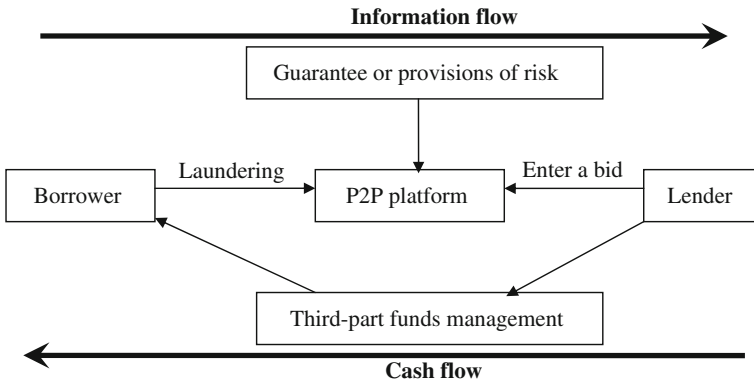 Information flow
Guarantee or provisions of risk
Laundering
Enter a bid
Borrower
P2P platform
Lender
Third-part funds management
Cash flow